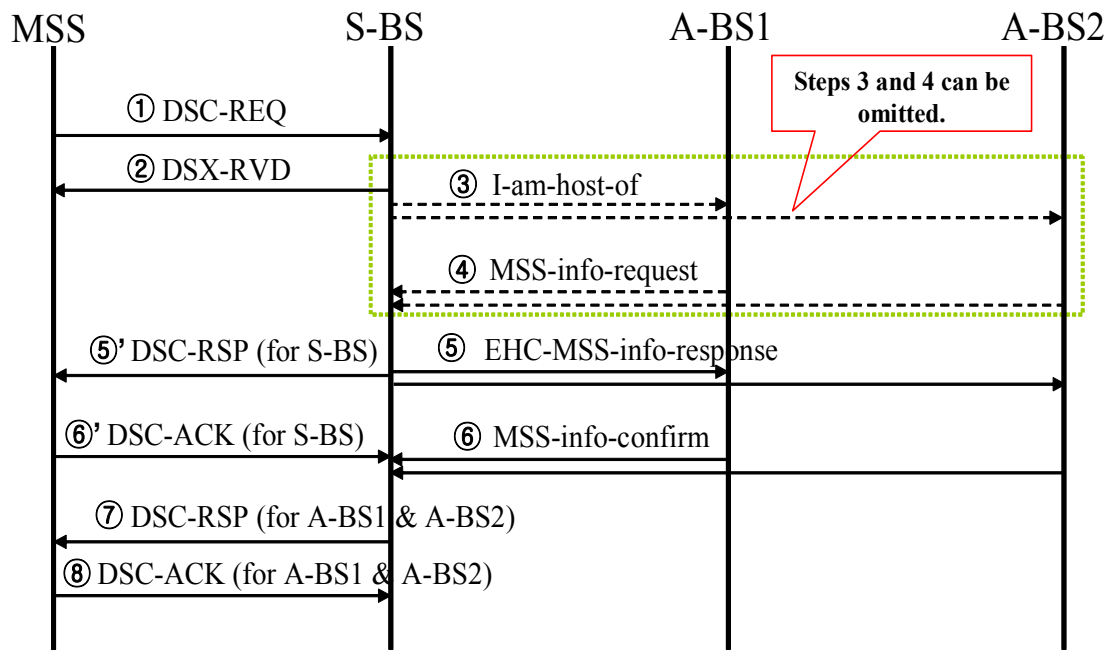 MSS S-BS A-BS1 A-BS2
Steps 3 and 4 can be
omitted.
① DSC-REQ
② DSX-RVD
③ I-am-host-of
④ MSS-info-request
⑤' DSC-RSP (for S-BS)
⑤ EHC-MSS-info-response
⑥' DSC-ACK (for S-BS)
⑥ MSS-info-confirm
⑦ DSC-RSP (for A-BS1 & A-BS2)
⑧ DSC-ACK (for A-BS1 & A-BS2)